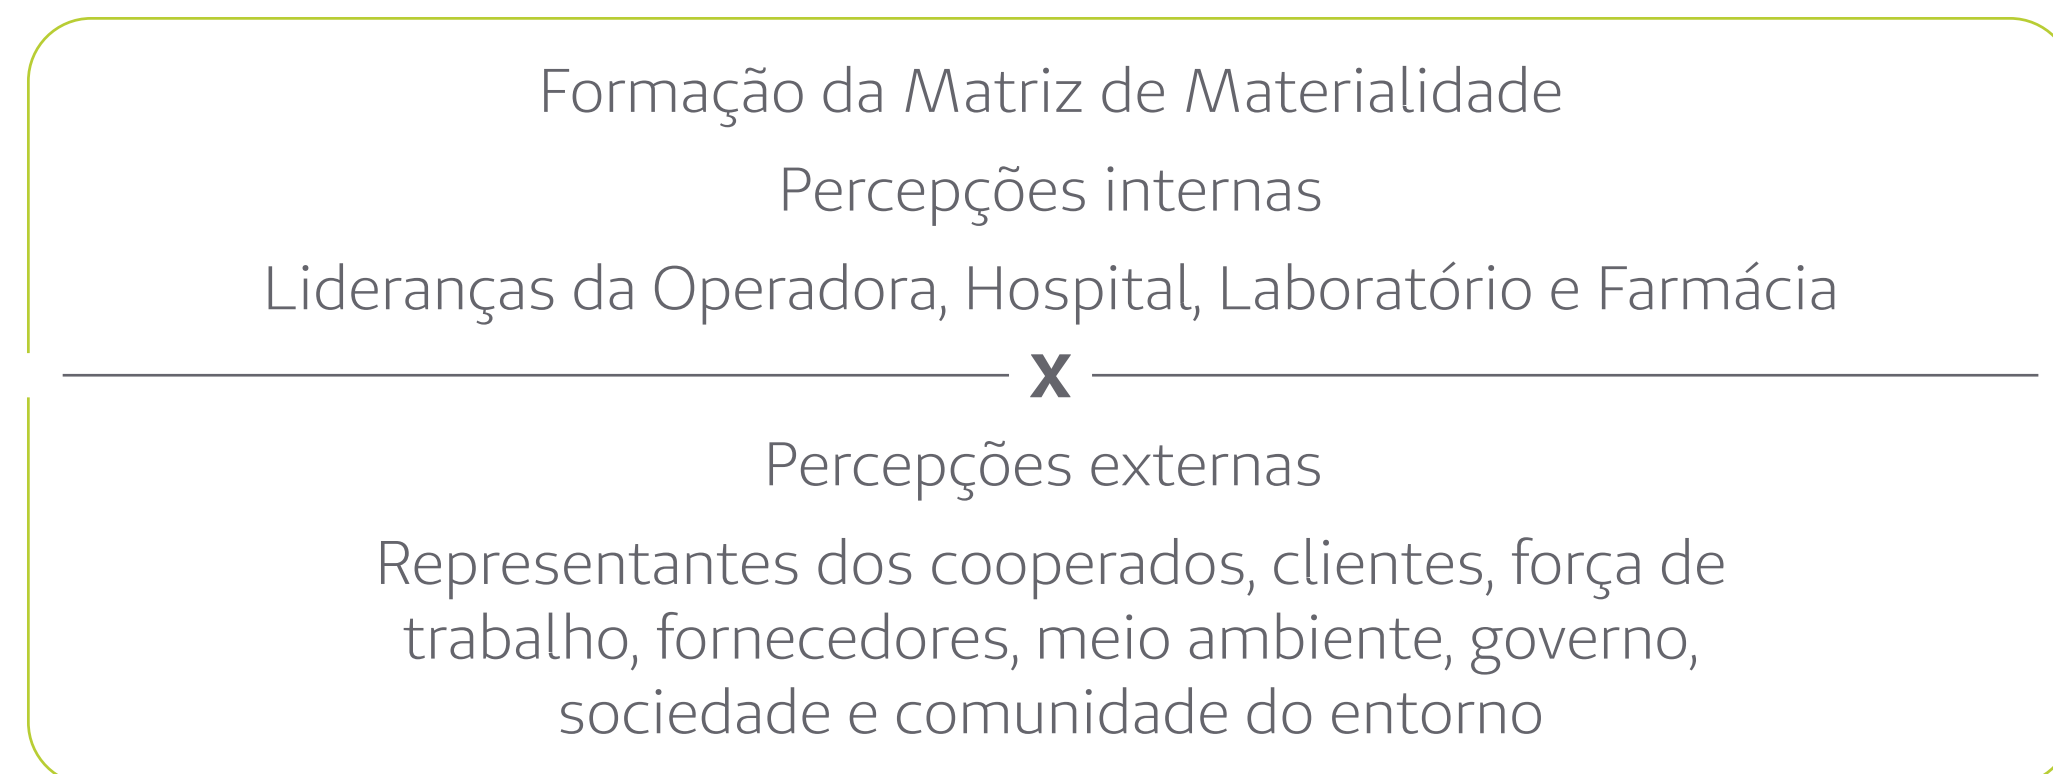 Formação da Matriz de Materialidade
Percepções internas
Lideranças da Operadora, Hospital, Laboratório e Farmácia
X
Percepções externas
Representantes dos cooperados, clientes, força de
trabalho, fornecedores, meio ambiente, governo,
sociedade e comunidade do entorno